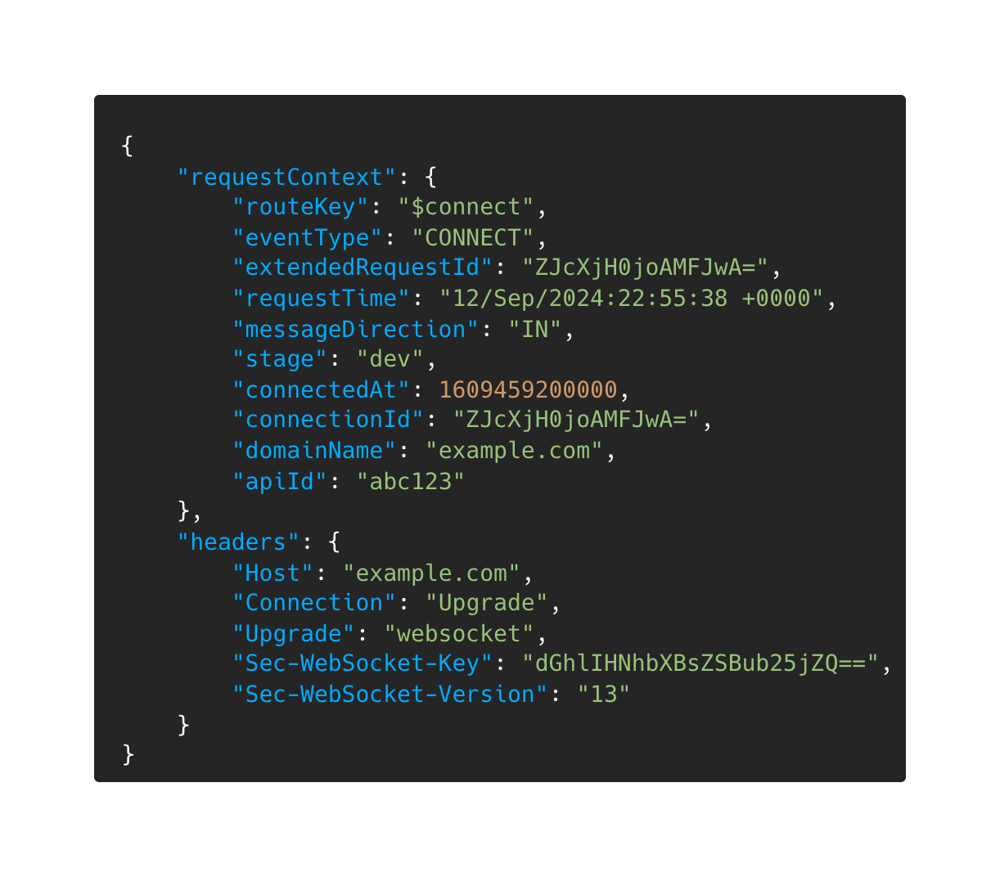 {
    "requestContext": {
        "routeKey": "$connect",
        "eventType": "CONNECT",
        "extendedRequestId": "ZJcXjH0joAMFJwA=",
        "requestTime": "12/Sep/2024:22:55:38 +0000",
        "messageDirection": "IN",
        "stage": "dev",
        "connectedAt": 1609459200000,
        "connectionId": "ZJcXjH0joAMFJwA=",
        "domainName": "example.com",
        "apiId": "abc123"
    },
    "headers": {
        "Host": "example.com",
        "Connection": "Upgrade",
        "Upgrade": "websocket",
        "Sec-WebSocket-Key": "dGhlIHNhbXBsZSBub25jZQ==",
        "Sec-WebSocket-Version": "13"
    }
}